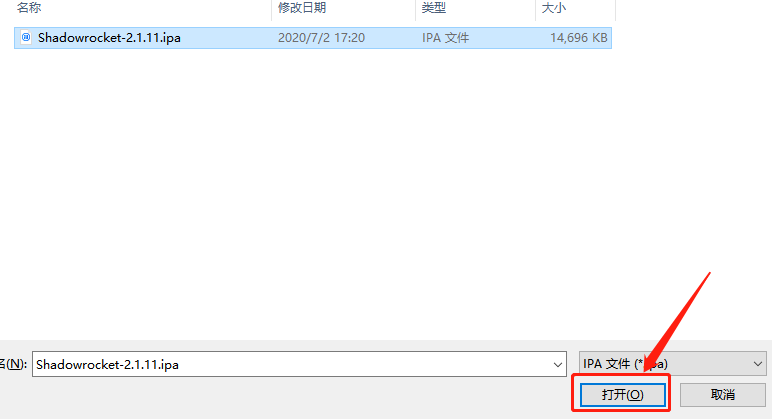 名称 修改日期 类型 大小
Shadowrocket-2.1.11.ipa 2020/7/2 17:20 IPA 文件 14,696 KB
名(N): Shadowrocket-2.1.11.ipa IPA 文件 (*.ipa)
打开(O) 取消